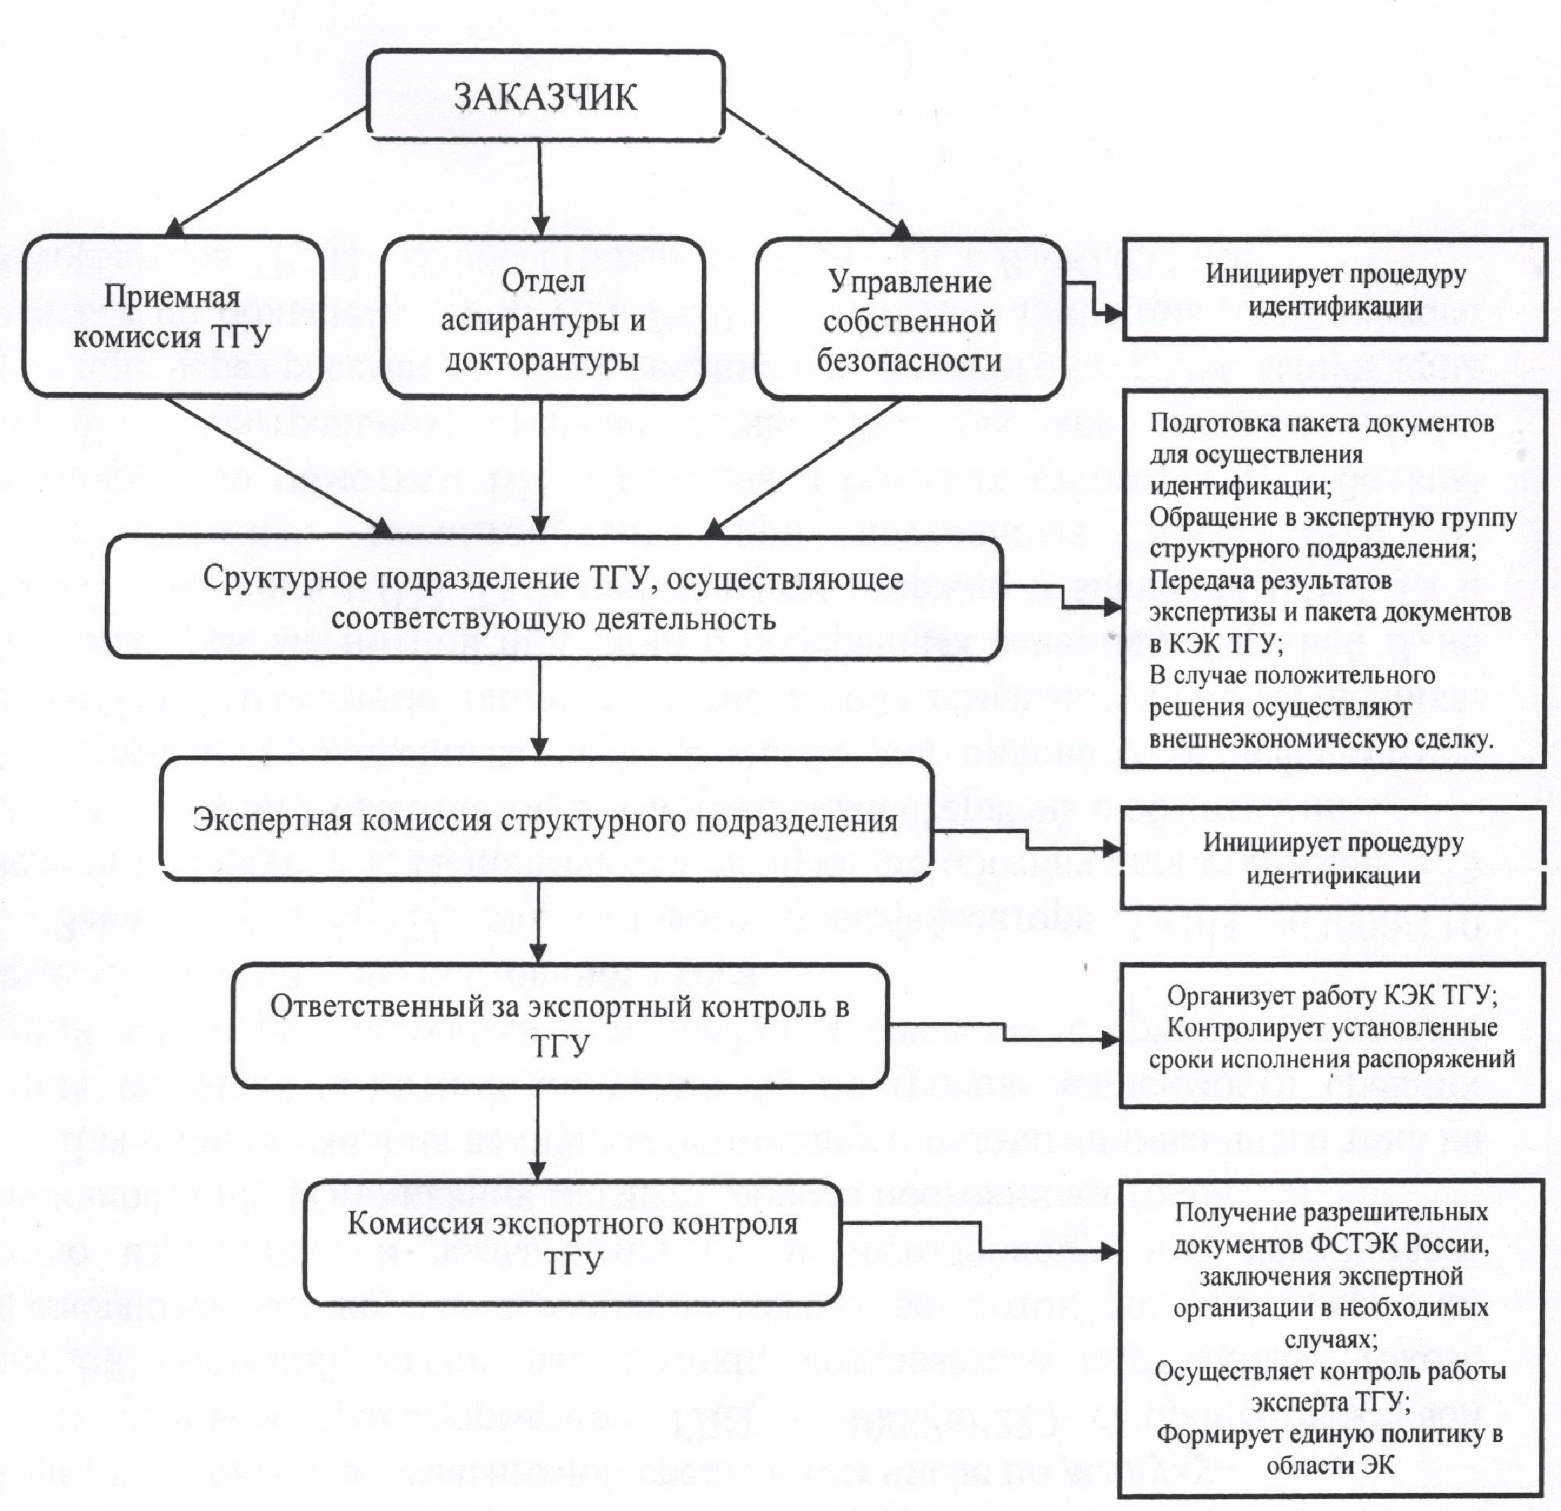 ЗАКАЗЧИК
Приемная
комиссия ТГУ
Отдел
аспирантуры и
докторантуры
Управление
собственной
безопасности
Инициирует процедуру
идентификации
Подготовка пакета документов
для осуществления
идентификации;
Обращение в экспертную группу
структурного подразделения;
Передача результатов
экспертизы и пакета документов
в КЭК ТГУ;
В случае положительного
решения осуществляют
внешнеэкономическую сделку.
Сруктурное подразделение ТГУ, осуществляющее
соответствующую деятельность
Экспертная комиссия структурного подразделения
Инициирует процедуру
идентификации
Ответственный за экспортный контроль в
ТГУ
Организует работу КЭК ТГУ;
Контролирует установленные
сроки исполнения распоряжений
Комиссия экспортного контроля
ТГУ
Получение разрешительных
документов ФСТЭК России,
заключения экспертной
организации в необходимых
случаях;
Осуществляет контроль работы
эксперта ТГУ;
Формирует единую политику в
области ЭК